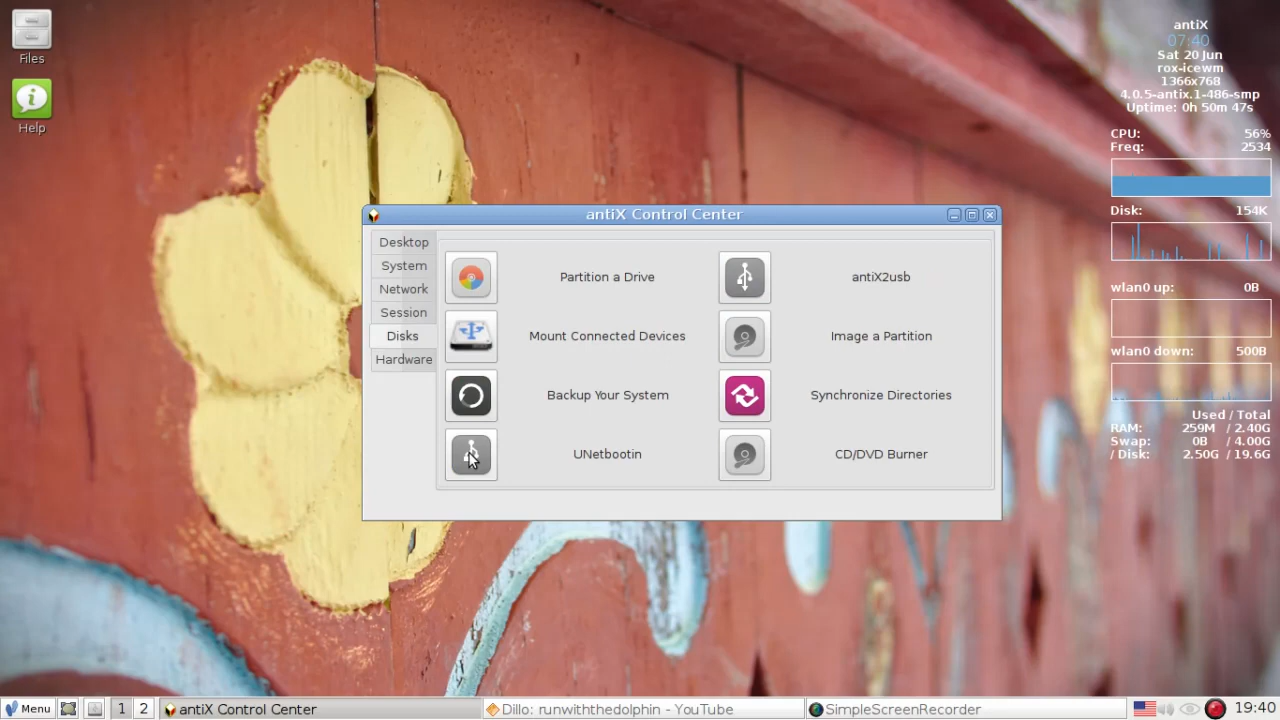 Files
Help
antiX
07:40
Sat 20 Jun
rox-icewm
1366x768
4.0.5-antix.1-486-smp
Uptime: 0h 50m 47s
CPU: 56%
Freq: 2534
Disk: 154K
wlan0 up: 0B
wlan0 down: 500B
Used / Total
RAM: 259M / 2.40G
Swap: 0B / 4.00G
/ Disk: 2.50G / 19.6G
antiX Control Center
Desktop
System
Network
Session
Disks
Hardware
Partition a Drive
antiX2usb
Mount Connected Devices
Image a Partition
Backup Your System
Synchronize Directories
UNetbootin
CD/DVD Burner
Menu 1 2 antiX Control Center Dillo: runwiththedolphin - YouTube SimpleScreenRecorder 19:40